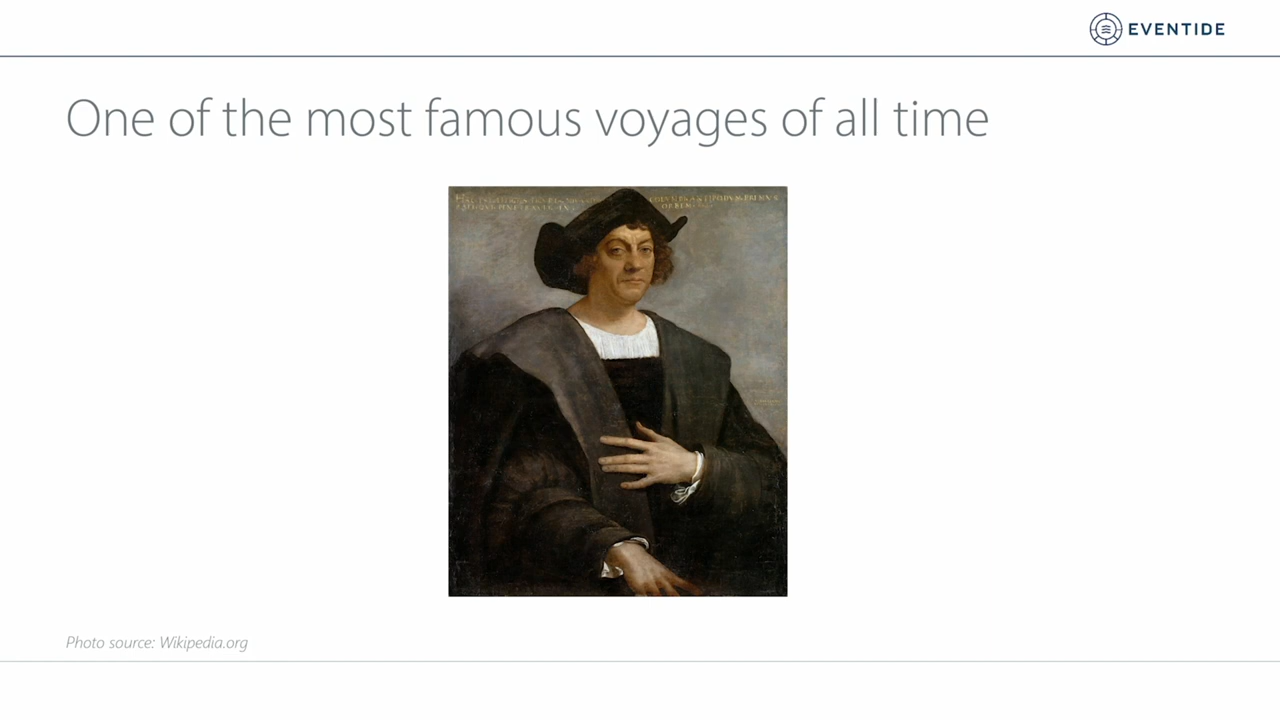 EVENTIDE
One of the most famous voyages of all time
Photo source: Wikipedia.org